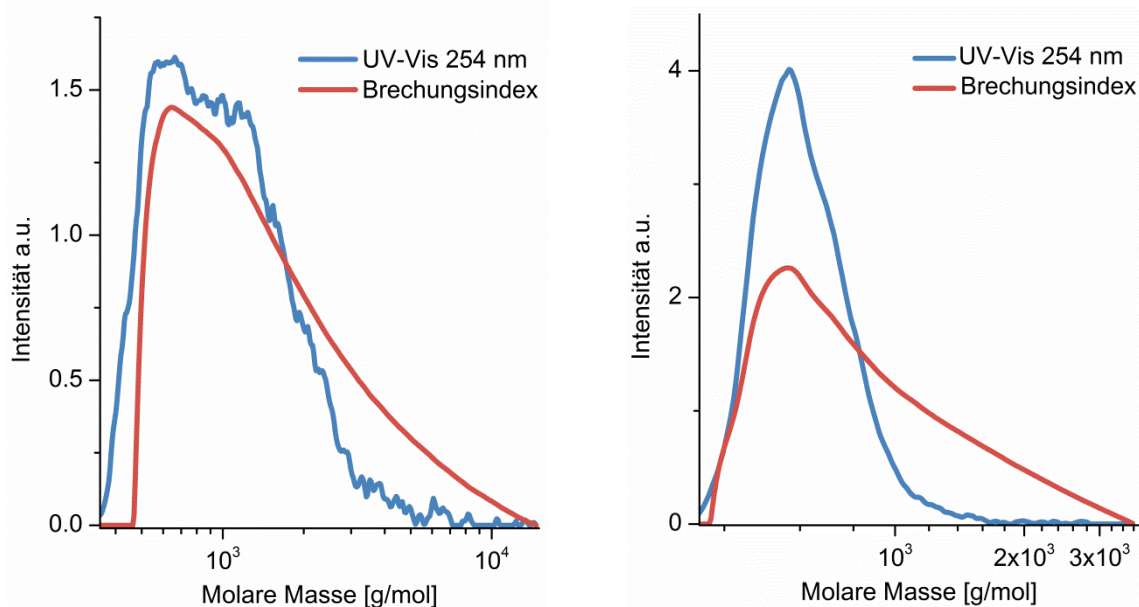 UV-Vis 254 nm
Brechungsindex
1.5
1.0
0.5
0.0
Intensität a.u.
10³
10⁴
Molare Masse [g/mol]
UV-Vis 254 nm
Brechungsindex
4
2
0
Intensität a.u.
10³
2x10³
3x10³
Molare Masse [g/mol]